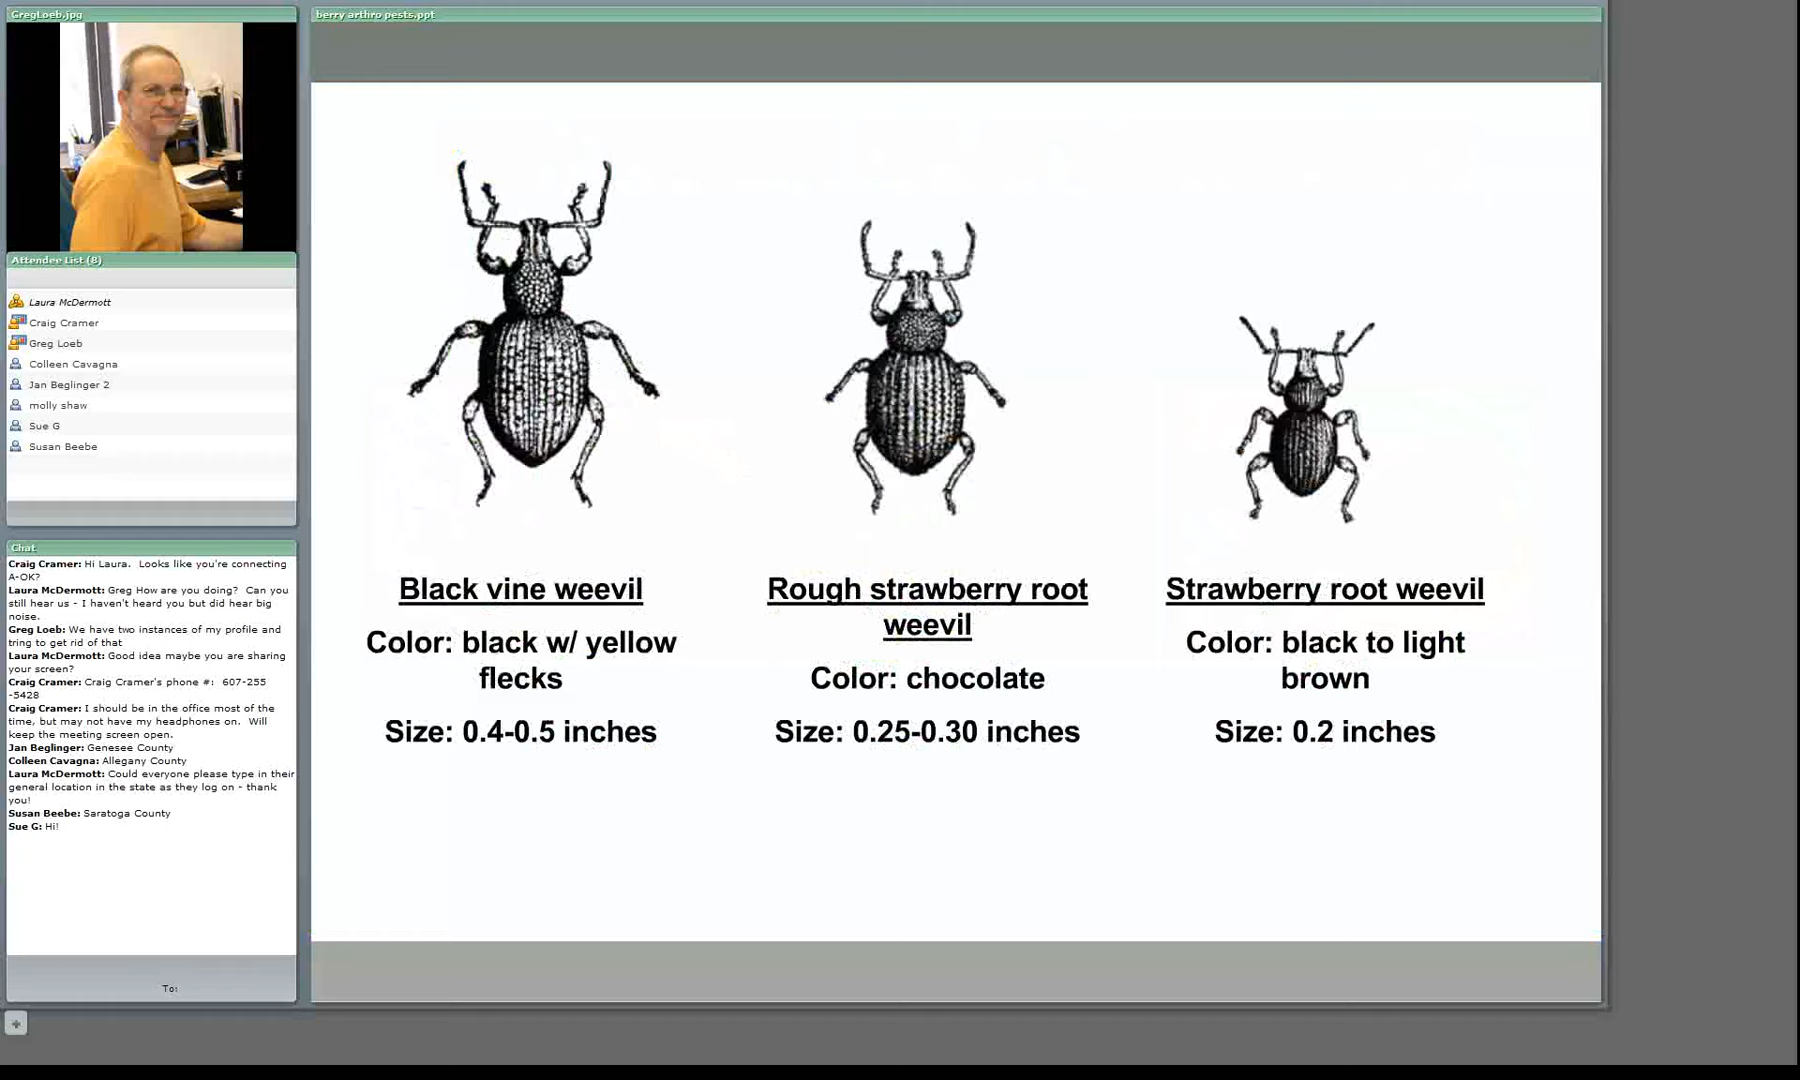 GregLoeb.jpg
berry arthro pests.ppt
Attendee List (8)
Laura McDermott
Craig Cramer
Greg Loeb
Colleen Cavagna
Jan Beglinger 2
molly shaw
Sue G
Susan Beebe
Chat
Craig Cramer: Hi Laura.  Looks like you're connecting
A-OK?
Laura McDermott: Greg How are you doing?  Can you
still hear us - I haven't heard you but did hear big
noise.
Greg Loeb: We have two instances of my profile and
tring to get rid of that
Laura McDermott: Good idea maybe you are sharing
your screen?
Craig Cramer: Craig Cramer's phone #:  607-255
-5428
Craig Cramer: I should be in the office most of the
time, but may not have my headphones on.  Will
keep the meeting screen open.
Jan Beglinger: Genesee County
Colleen Cavagna: Allegany County
Laura McDermott: Could everyone please type in their
general location in the state as they log on - thank
you!
Susan Beebe: Saratoga County
Sue G: Hi!
To:
Black vine weevil
Color: black w/ yellow
flecks
Size: 0.4-0.5 inches
Rough strawberry root
weevil
Color: chocolate
Size: 0.25-0.30 inches
Strawberry root weevil
Color: black to light
brown
Size: 0.2 inches